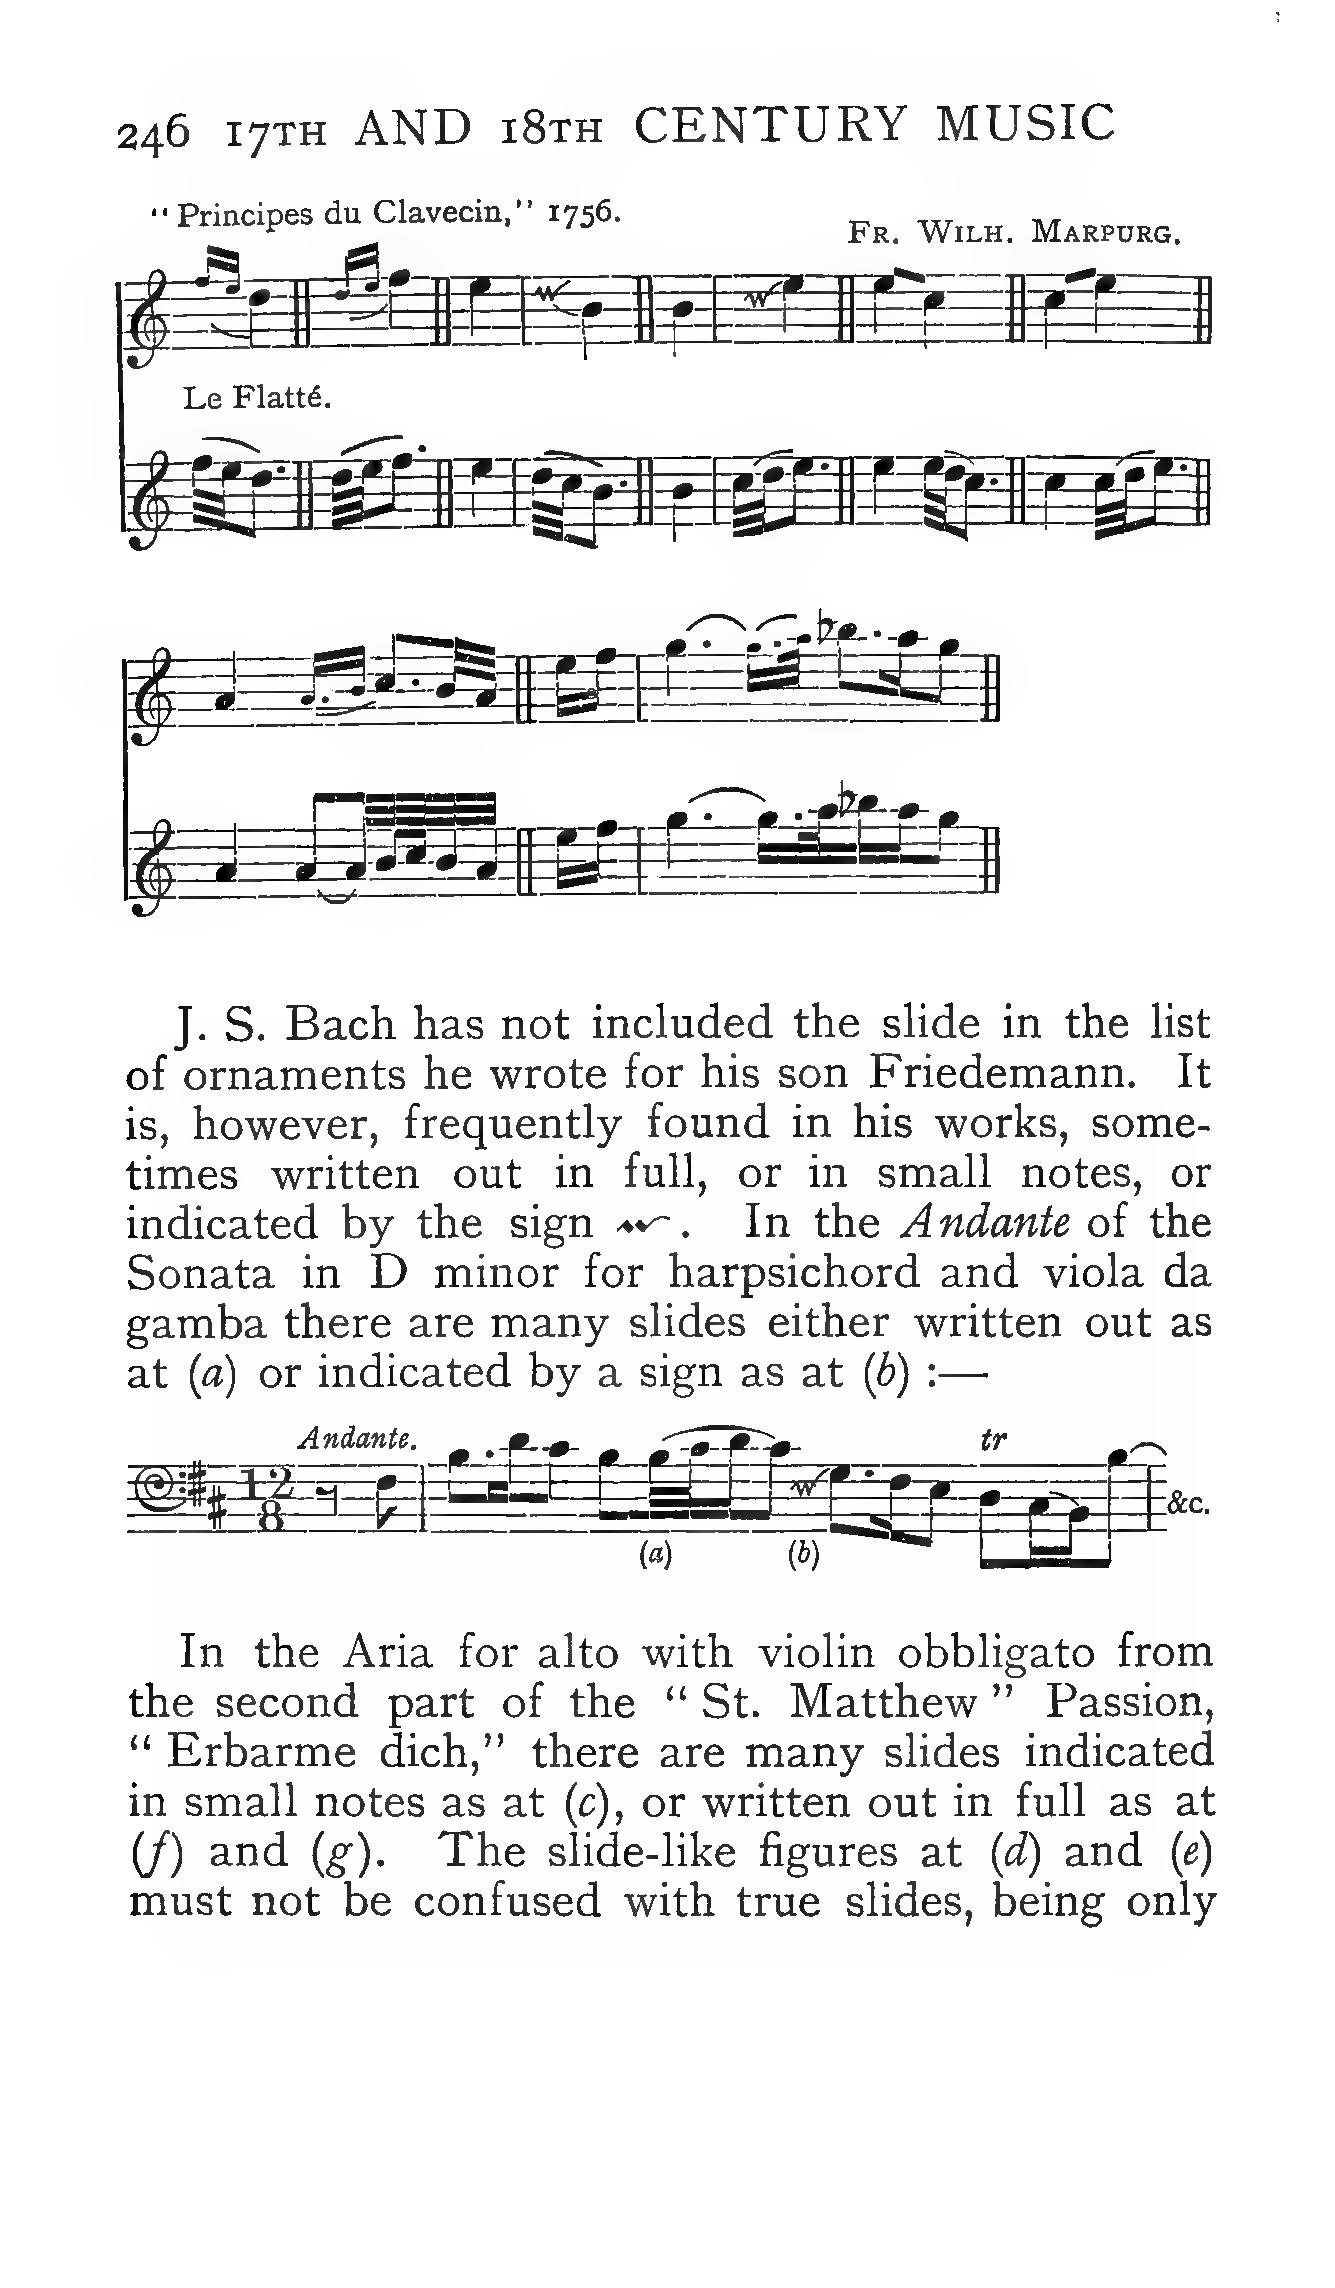 246 17TH AND 18TH CENTURY MUSIC
“Principes du Clavecin,” 1756.
FR. WILH. MARPURG.
Le Flatté.
J. S. Bach has not included the slide in the list
of ornaments he wrote for his son Friedemann. It
is, however, frequently found in his works, some-
times written out in full, or in small notes, or
indicated by the sign . In the Andante of the
Sonata in D minor for harpsichord and viola da
gamba there are many slides either written out as
at (a) or indicated by a sign as at (b) :—
Andante.
tr
12
8
&c.
(a) (b)
In the Aria for alto with violin obbligato from
the second part of the “St. Matthew” Passion,
“Erbarme dich,” there are many slides indicated
in small notes as at (c), or written out in full as at
(f) and (g). The slide-like figures at (d) and (e)
must not be confused with true slides, being only